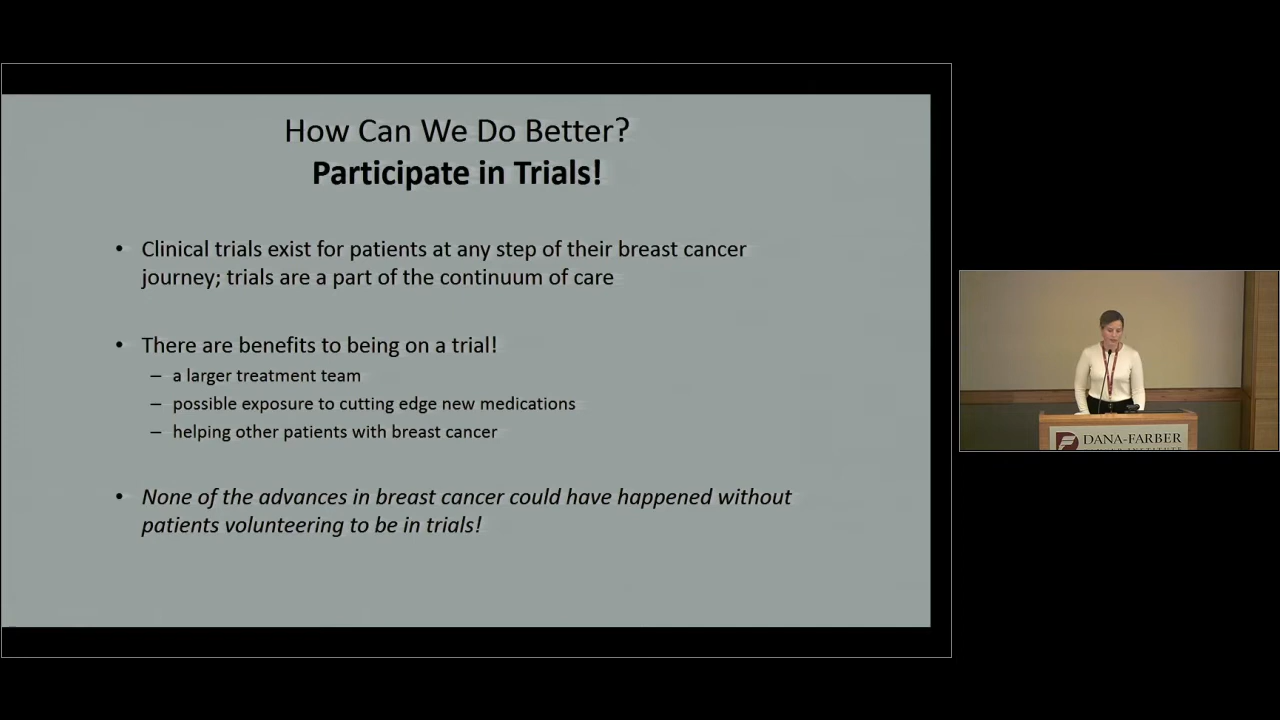 How Can We Do Better?
Participate in Trials!
• Clinical trials exist for patients at any step of their breast cancer
journey; trials are a part of the continuum of care
• There are benefits to being on a trial!
– a larger treatment team
– possible exposure to cutting edge new medications
– helping other patients with breast cancer
• None of the advances in breast cancer could have happened without
patients volunteering to be in trials!
DANA-FARBER